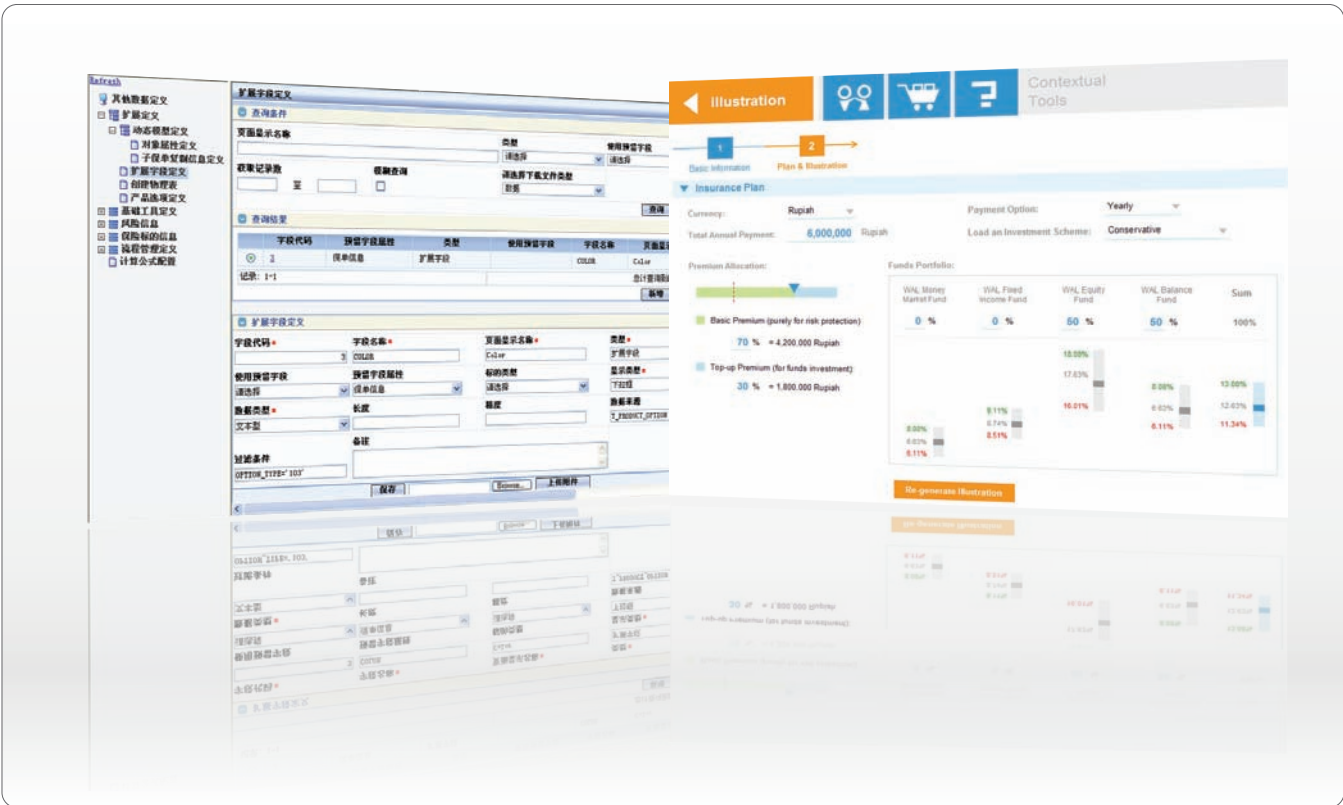 Refresh
其他数据定义
扩展定义
动态模型定义
对象属性定义
子保单复制信息定义
扩展字段定义
创建物理表
产品选项定义
基础工具定义
风险信息
保险标的信息
流程管理定义
计算公式配置
扩展字段定义
查询条件
页面显示名称 类型 使用预留字段
请选择 请选择
获取记录数 模糊查询 请选择下载文件类型
至 数据
查询
查询结果
字段代码 预留字段属性 类型 使用预留字段 字段名称
3 保单信息 扩展字段 COLOR Color
记录: 1-1
新增
扩展字段定义
字段代码* 字段名称* 页面显示名称* 类型*
3 COLOR Color 扩展字段
使用预留字段 预留字段属性 标的类型 显示类型*
请选择 保单信息 请选择 下拉框
数据类型* 长度 精度 数据来源
文本型 T_PRODUCT_OPTION
备注
过滤条件
OPTION_TYPE='103'
保存 Browse... 上传附件
illustration
Contextual
Tools
1 2
Basic Information Plan & Illustration
Insurance Plan
Currency: Rupiah Payment Option: Yearly
Total Annual Payment: 6,000,000 Rupiah Load an Investment Scheme: Conservative
Premium Allocation: Funds Portfolio:
WAL Money Market Fund WAL Fixed Income Fund WAL Equity Fund WAL Balance Fund Sum
0 % 0 % 50 % 50 % 100%
Basic Premium (purely for risk protection)
70 % = 4,200,000 Rupiah
Top-up Premium (for funds investment)
30 % = 1,800,000 Rupiah
18.00%
17.63%
16.01%
13.00%
12.63%
11.34%
Re-generate Illustration